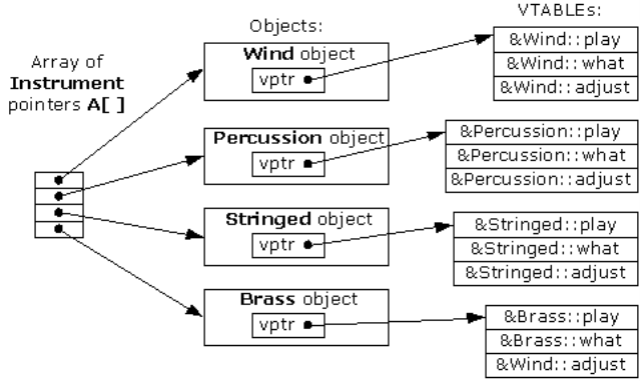 Objects:
VTABLEs:
Array of
Instrument
pointers A[ ]
Wind object
vptr
&Wind::play
&Wind::what
&Wind::adjust
Percussion object
vptr
&Percussion::play
&Percussion::what
&Percussion::adjust
Stringed object
vptr
&Stringed::play
&Stringed::what
&Stringed::adjust
Brass object
vptr
&Brass::play
&Brass::what
&Wind::adjust